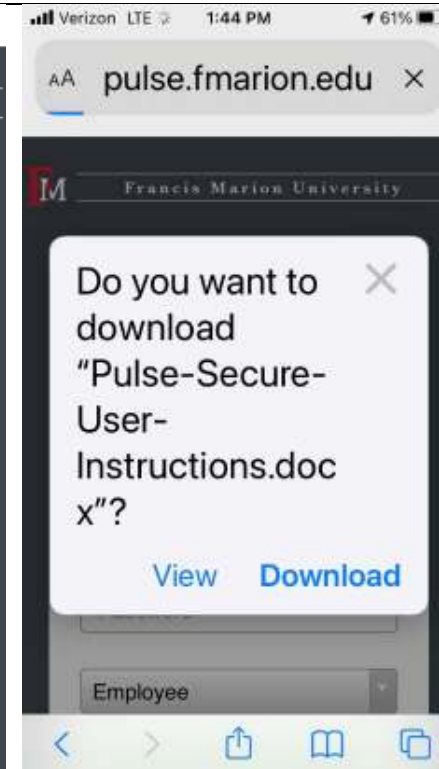 Verizon LTE 1:44 PM 61%
AA pulse.fmarion.edu ×
FM Francis Marion University
Do you want to
download
"Pulse-Secure-
User-
Instructions.doc
x"?
View Download
Employee